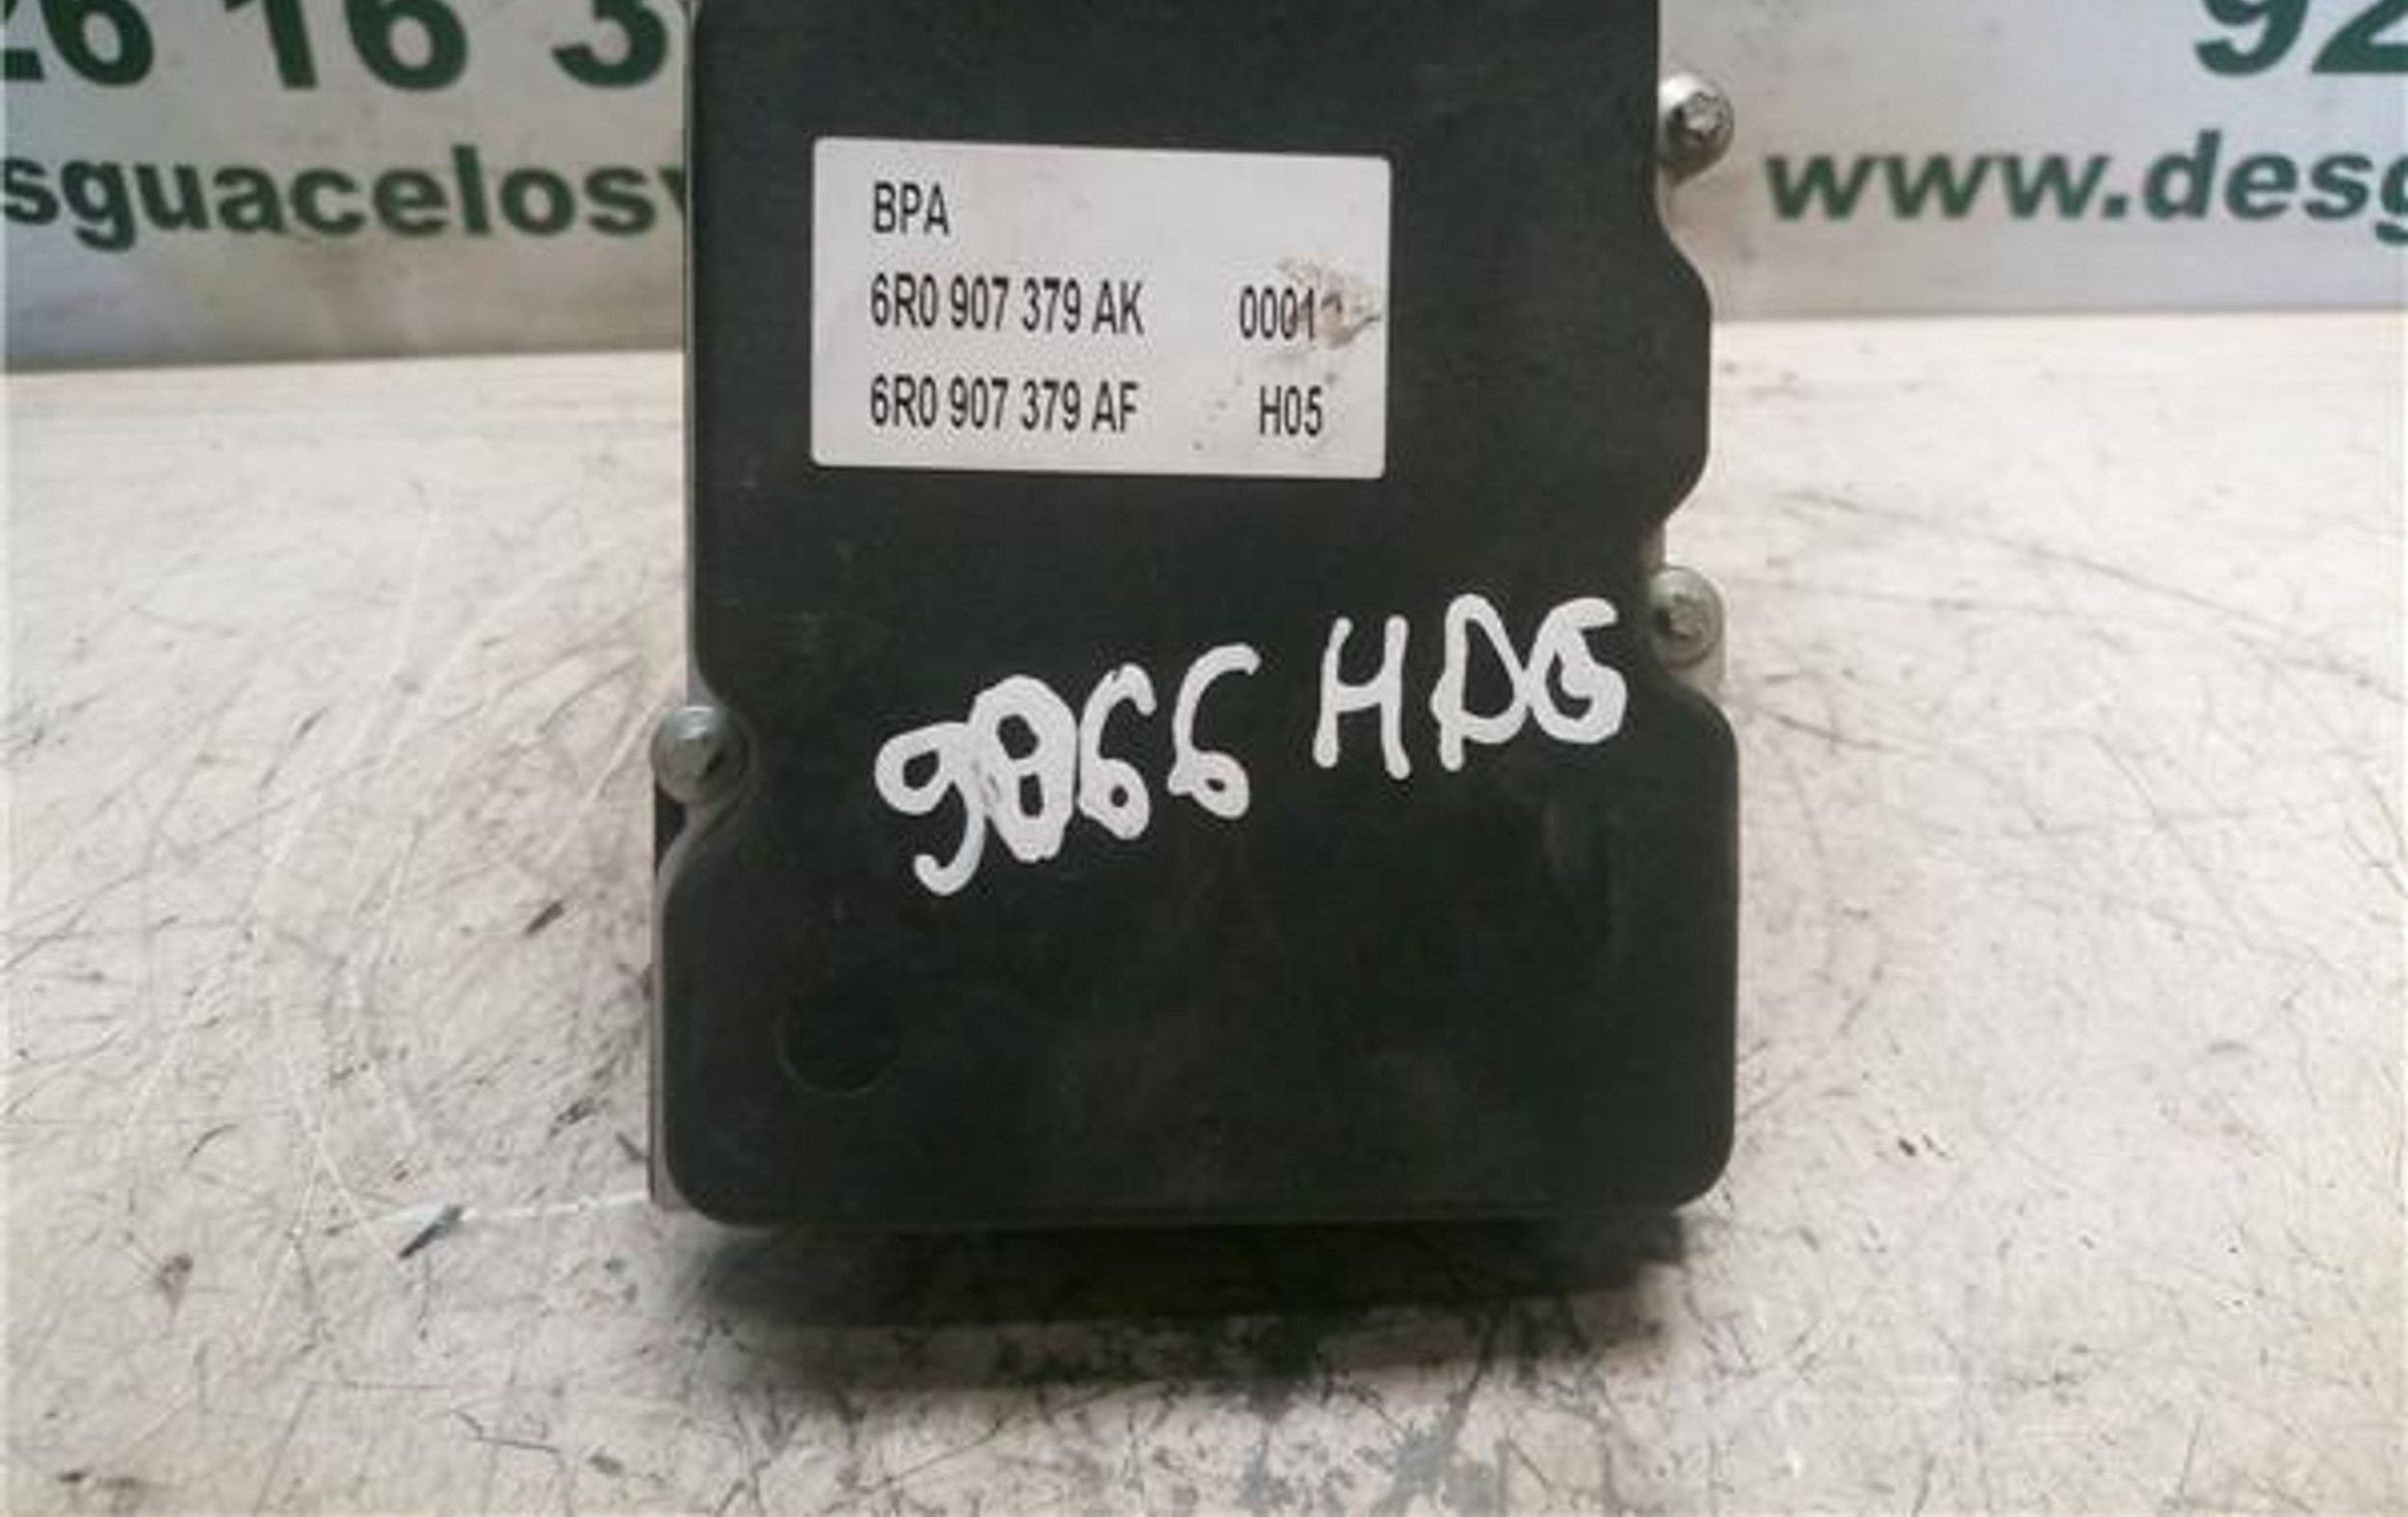 26 16 3
92
sguacelosv
www.desg
BPA
6R0 907 379 AK 0001
6R0 907 379 AF H05
9866 HDG